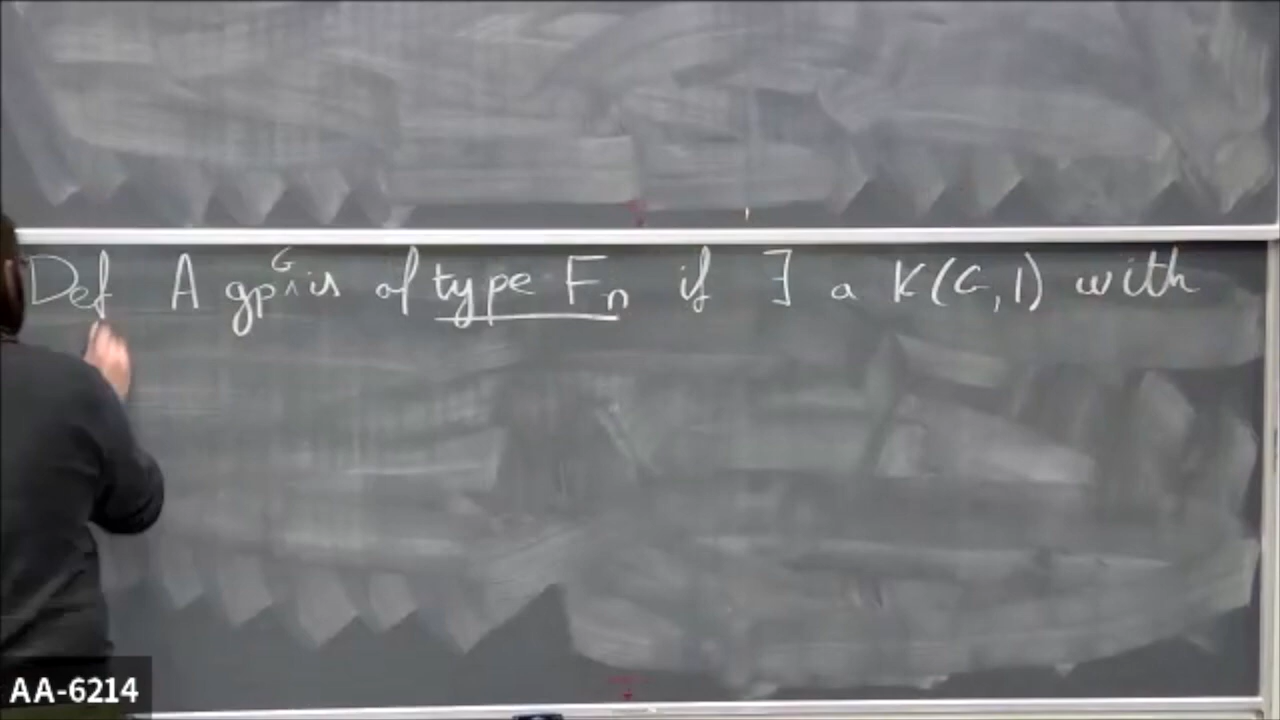 Def A gp G is of type Fn if ∃ a K(G,1) with
AA-6214